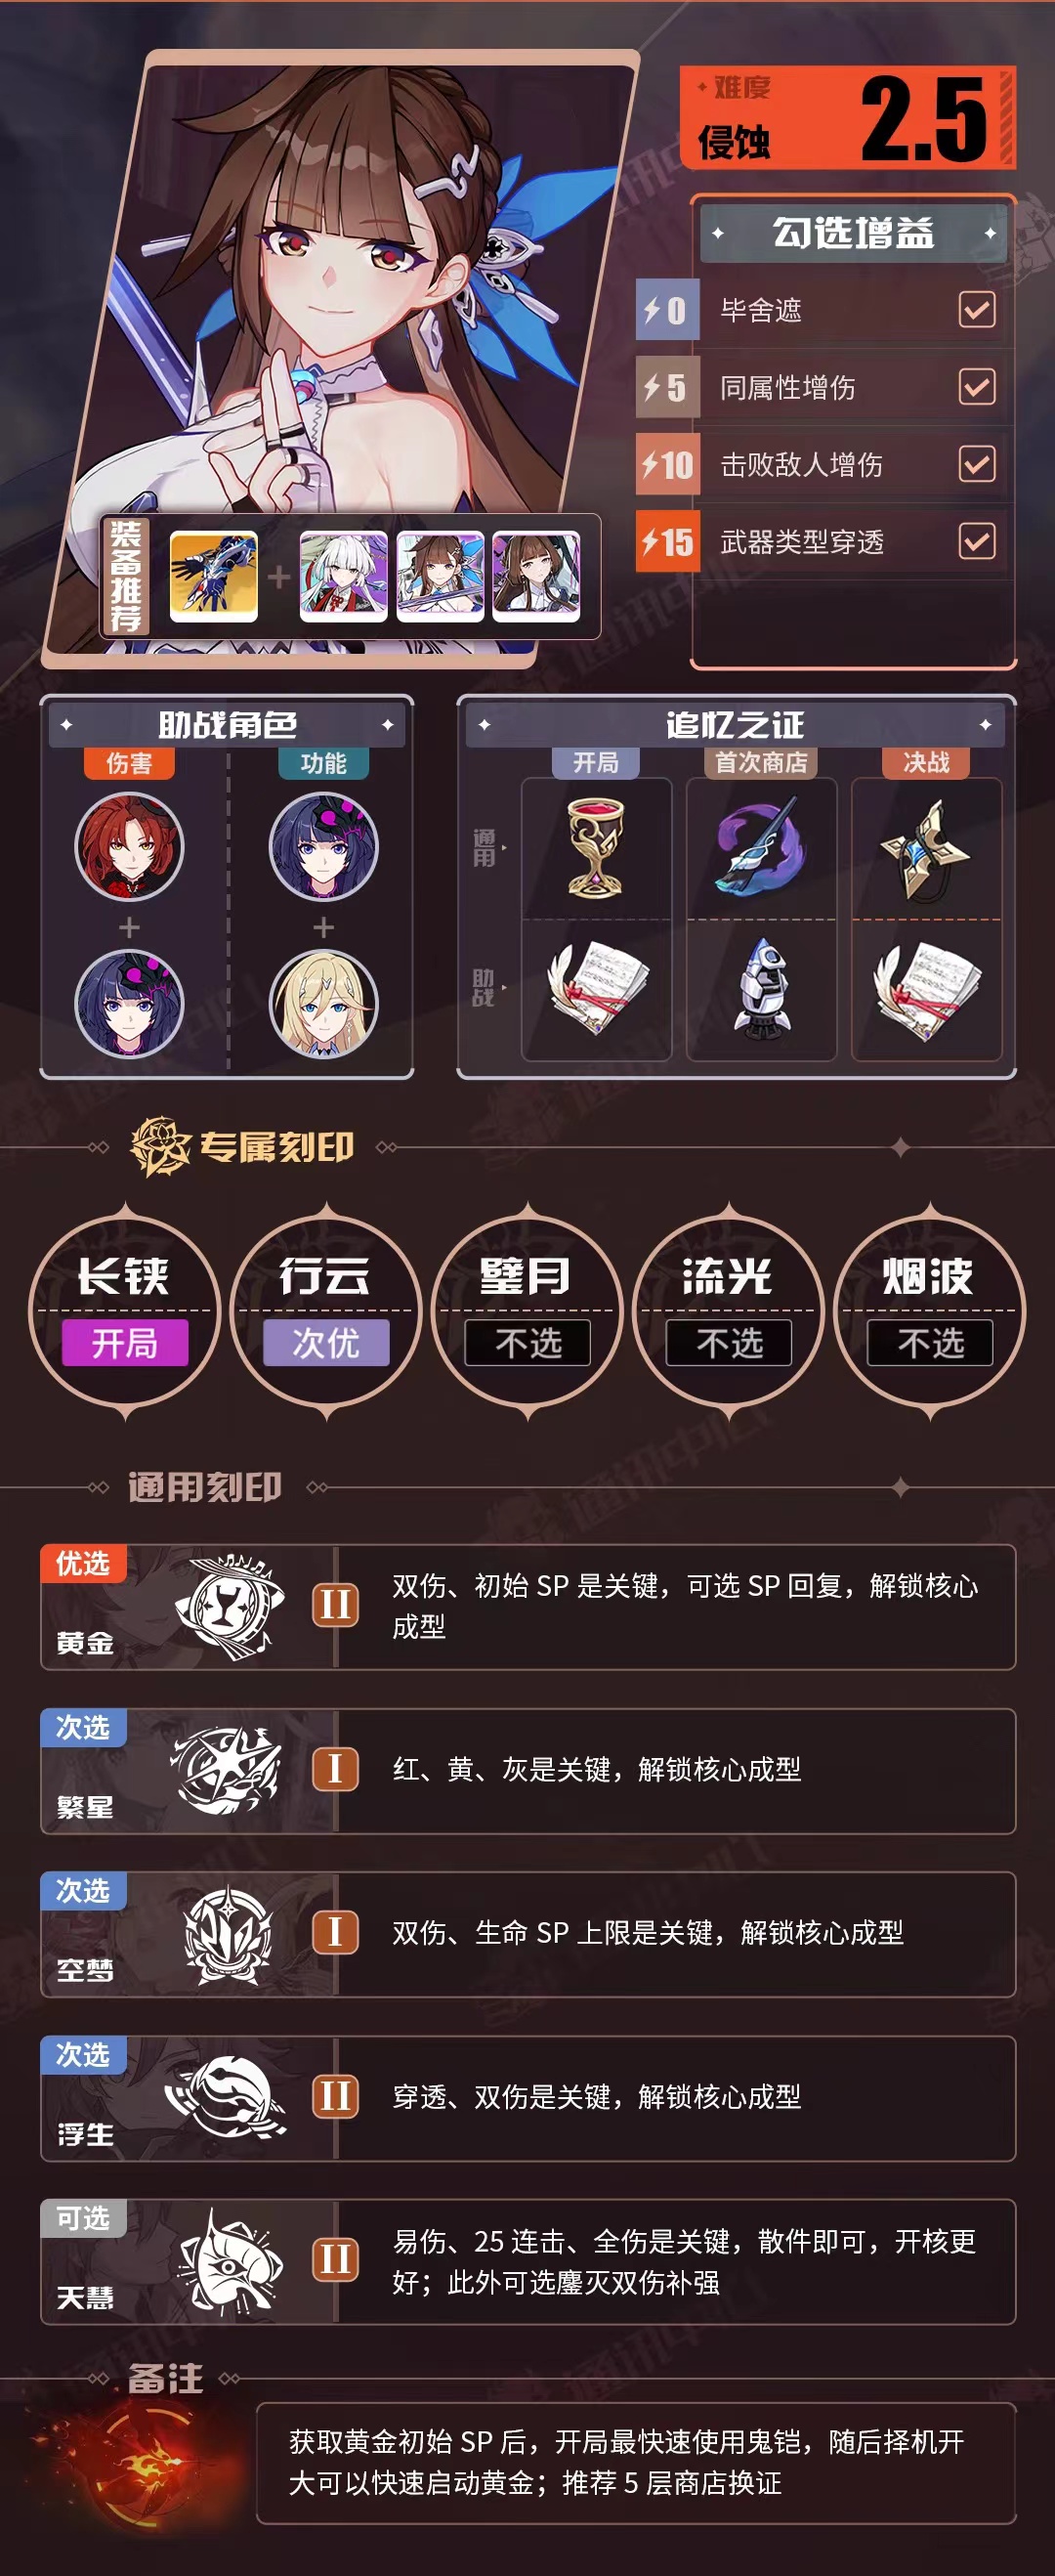 难度
侵蚀
2.5
勾选增益
0 毕舍遮
5 同属性增伤
10 击败敌人增伤
15 武器类型穿透
装备推荐
+
助战角色
伤害 功能
+ +
追忆之证
开局 首次商店 决战
通用
助战
专属刻印
长铗 行云 壁月 流光 烟波
开局 次优 不选 不选 不选
通用刻印
优选
黄金
II
双伤、初始 SP 是关键，可选 SP 回复，解锁核心
成型
次选
繁星
I
红、黄、灰是关键，解锁核心成型
次选
空梦
I
双伤、生命 SP 上限是关键，解锁核心成型
次选
浮生
II
穿透、双伤是关键，解锁核心成型
可选
天慧
II
易伤、25 连击、全伤是关键，散件即可，开核更
好；此外可选鏖灭双伤补强
备注
获取黄金初始 SP 后，开局最快速使用鬼铠，随后择机开
大可以快速启动黄金；推荐 5 层商店换证